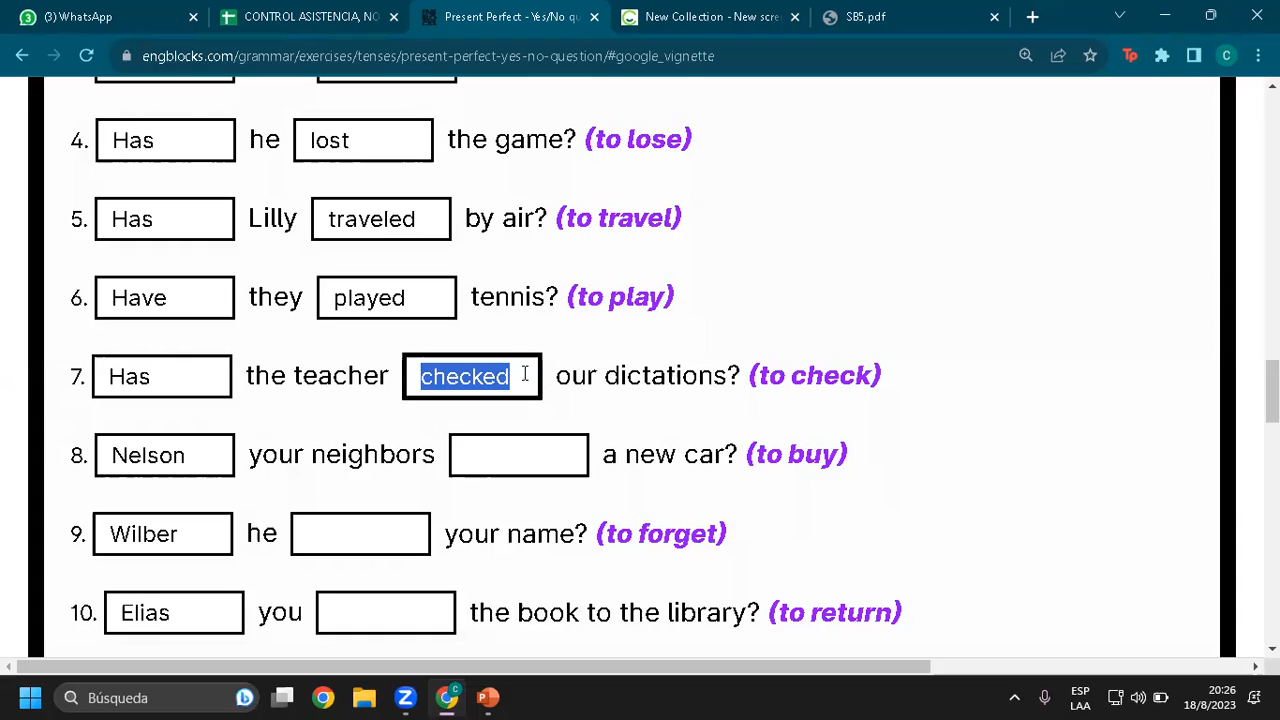 (3) WhatsApp
CONTROL ASISTENCIA, NO
Present Perfect - Yes/No qu
New Collection - New scre
SB5.pdf
engblocks.com/grammar/exercises/tenses/present-perfect-yes-no-question/#google_vignette
4. Has he lost the game? (to lose)
5. Has Lilly traveled by air? (to travel)
6. Have they played tennis? (to play)
7. Has the teacher checked our dictations? (to check)
8. Nelson your neighbors a new car? (to buy)
9. Wilber he your name? (to forget)
10. Elias you the book to the library? (to return)
Búsqueda
ESP
LAA
20:26
18/8/2023